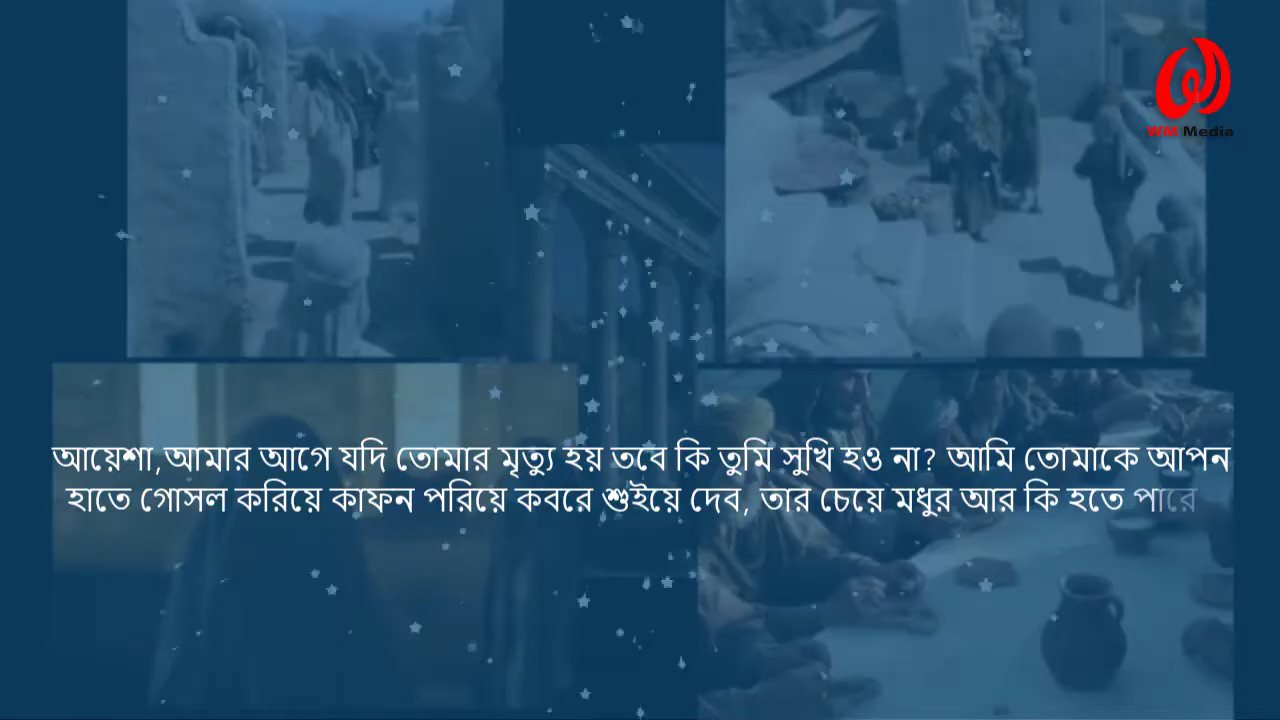 WM Media
আয়েশা,আমার আগে যদি তোমার মৃত্যু হয় তবে কি তুমি সুখি হও না? আমি তোমাকে আপন
হাতে গোসল করিয়ে কাফন পরিয়ে কবরে শুইয়ে দেব, তার চেয়ে মধুর আর কি হতে পারে